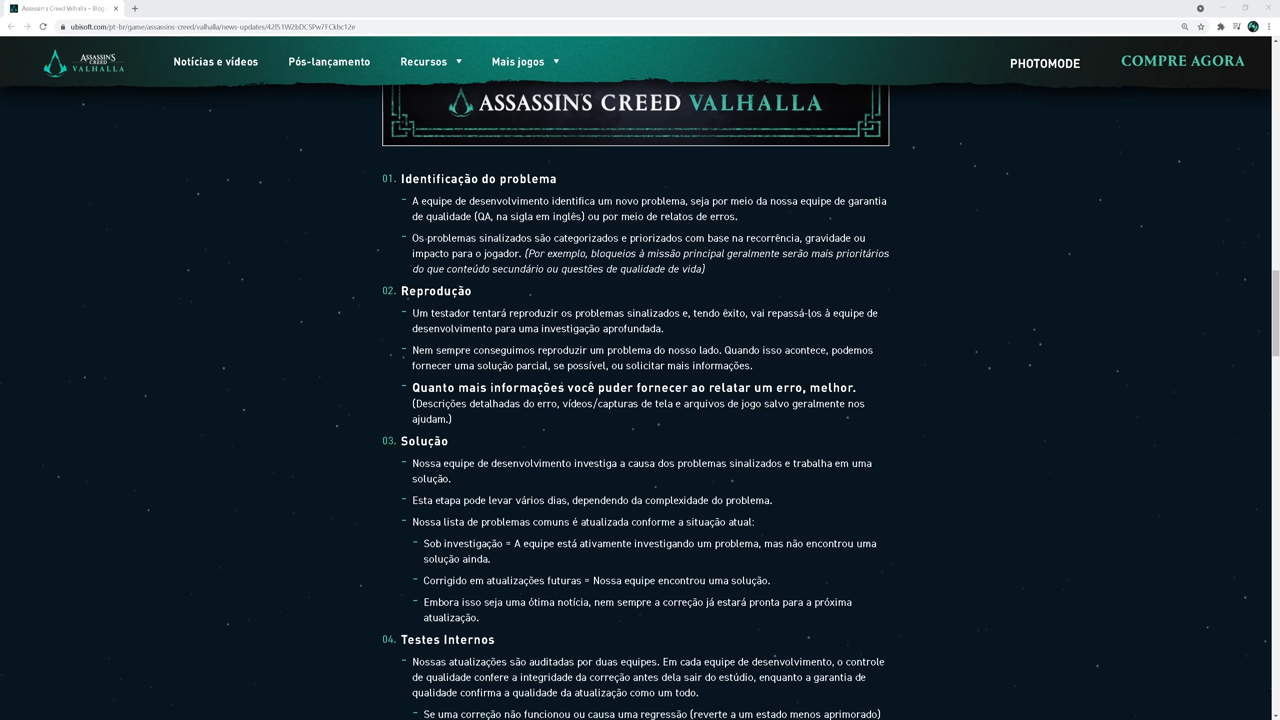 Assassin's Creed Valhalla – Blog
ubisoft.com/pt-br/game/assassins-creed/valhalla/news-updates/42l51W2bDCSPw7FCkhc12e
ASSASSIN'S
CREED
VALHALLA
Notícias e vídeos
Pós-lançamento
Recursos
Mais jogos
PHOTOMODE
COMPRE AGORA
ASSASSIN'S CREED VALHALLA
01. Identificação do problema
- A equipe de desenvolvimento identifica um novo problema, seja por meio da nossa equipe de garantia
de qualidade (QA, na sigla em inglês) ou por meio de relatos de erros.
- Os problemas sinalizados são categorizados e priorizados com base na recorrência, gravidade ou
impacto para o jogador. (Por exemplo, bloqueios à missão principal geralmente serão mais prioritários
do que conteúdo secundário ou questões de qualidade de vida)
02. Reprodução
- Um testador tentará reproduzir os problemas sinalizados e, tendo êxito, vai repassá-los à equipe de
desenvolvimento para uma investigação aprofundada.
- Nem sempre conseguimos reproduzir um problema do nosso lado. Quando isso acontece, podemos
fornecer uma solução parcial, se possível, ou solicitar mais informações.
- Quanto mais informações você puder fornecer ao relatar um erro, melhor.
(Descrições detalhadas do erro, vídeos/capturas de tela e arquivos de jogo salvo geralmente nos
ajudam.)
03. Solução
- Nossa equipe de desenvolvimento investiga a causa dos problemas sinalizados e trabalha em uma
solução.
- Esta etapa pode levar vários dias, dependendo da complexidade do problema.
- Nossa lista de problemas comuns é atualizada conforme a situação atual:
- Sob investigação = A equipe está ativamente investigando um problema, mas não encontrou uma
solução ainda.
- Corrigido em atualizações futuras = Nossa equipe encontrou uma solução.
- Embora isso seja uma ótima notícia, nem sempre a correção já estará pronta para a próxima
atualização.
04. Testes Internos
- Nossas atualizações são auditadas por duas equipes. Em cada equipe de desenvolvimento, o controle
de qualidade confere a integridade da correção antes dela sair do estúdio, enquanto a garantia de
qualidade confirma a qualidade da atualização como um todo.
- Se uma correção não funcionou ou causa uma regressão (reverte a um estado menos aprimorado)